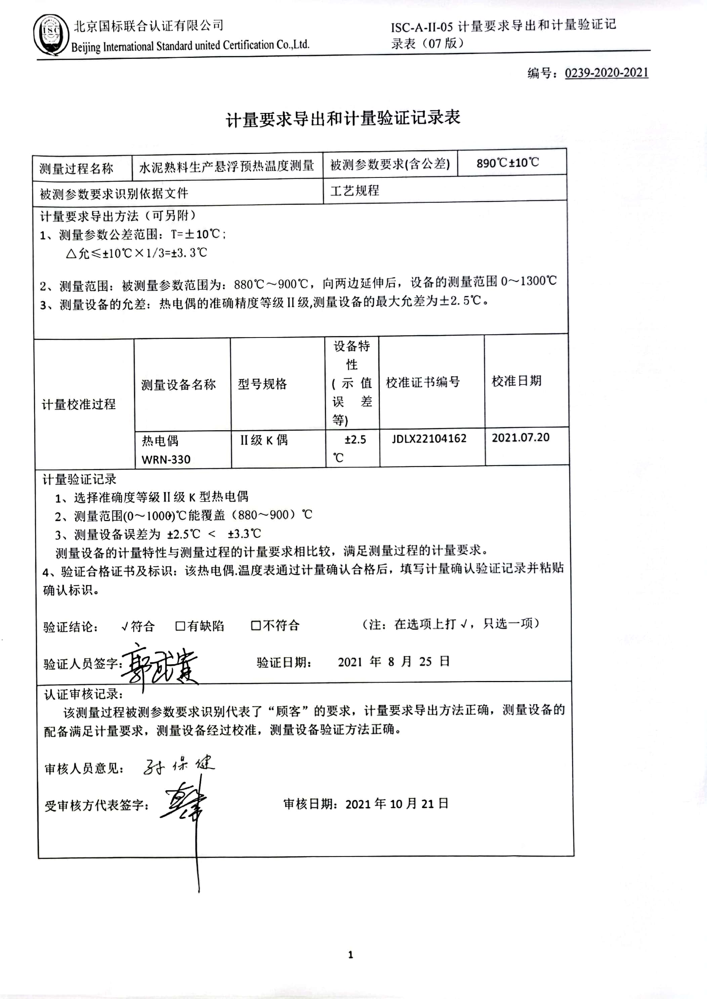 ISC
北京国标联合认证有限公司
Beijing International Standard united Certification Co.,Ltd.
ISC-A-II-05 计量要求导出和计量验证记
录表（07 版）
编号：0239-2020-2021
计量要求导出和计量验证记录表
测量过程名称 水泥熟料生产悬浮预热温度测量 被测参数要求(含公差) 890℃±10℃
被测参数要求识别依据文件 工艺规程
计量要求导出方法（可另附）
1、测量参数公差范围：T=±10℃；
△允≤±10℃×1/3=±3.3℃
2、测量范围：被测量参数范围为：880℃～900℃，向两边延伸后，设备的测量范围 0～1300℃
3、测量设备的允差：热电偶的准确精度等级Ⅱ级,测量设备的最大允差为±2.5℃。
计量校准过程
测量设备名称
型号规格
设备特
性
( 示 值
误 差
等)
校准证书编号
校准日期
热电偶
WRN-330
Ⅱ级 K 偶
±2.5
℃
JDLX22104162
2021.07.20
计量验证记录
1、选择准确度等级Ⅱ级 K 型热电偶
2、测量范围(0～1000)℃能覆盖（880～900）℃
3、测量设备误差为 ±2.5℃ < ±3.3℃
测量设备的计量特性与测量过程的计量要求相比较，满足测量过程的计量要求。
4、验证合格证书及标识：该热电偶.温度表通过计量确认合格后，填写计量确认验证记录并粘贴
确认标识。
验证结论： √符合 □有缺陷 □不符合 （注：在选项上打√，只选一项）
验证人员签字： 验证日期： 2021 年 8 月 25 日
认证审核记录：
该测量过程被测参数要求识别代表了“顾客”的要求，计量要求导出方法正确，测量设备的
配备满足计量要求，测量设备经过校准，测量设备验证方法正确。
审核人员意见： 孙保健
受审核方代表签字： 审核日期：2021 年 10 月 21 日
1